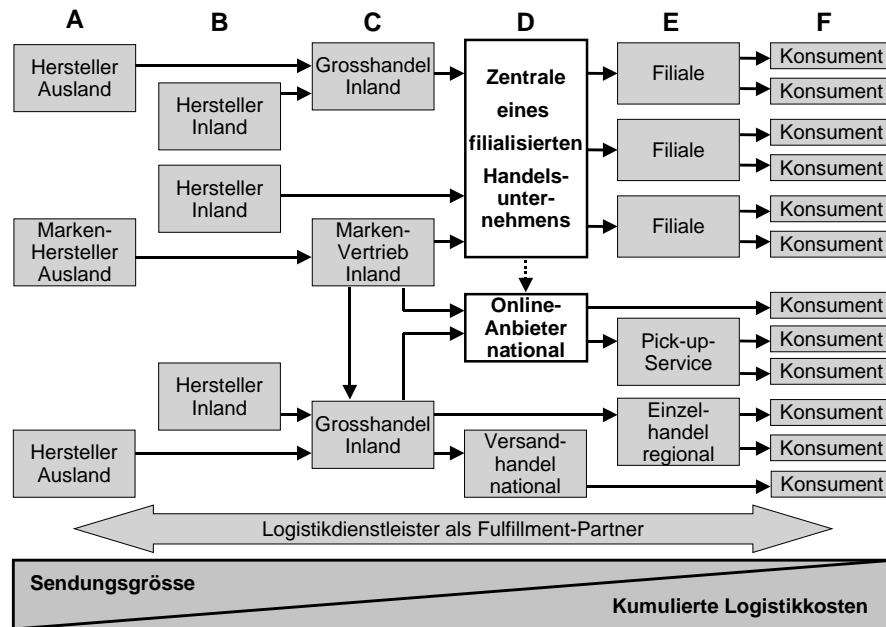 A B C D E F
Hersteller
Ausland
Hersteller
Inland
Hersteller
Inland
Marken-
Hersteller
Ausland
Hersteller
Inland
Hersteller
Ausland
Grosshandel
Inland
Marken-
Vertrieb
Inland
Grosshandel
Inland
Zentrale
eines
filialisierten
Handels-
unter-
nehmens
Online-
Anbieter
national
Versand-
handel
national
Filiale
Filiale
Filiale
Pick-up-
Service
Einzel-
handel
regional
Konsument
Konsument
Konsument
Konsument
Konsument
Konsument
Konsument
Konsument
Konsument
Konsument
Konsument
Konsument
Logistikdienstleister als Fulfillment-Partner
Sendungsgrösse
Kumulierte Logistikkosten